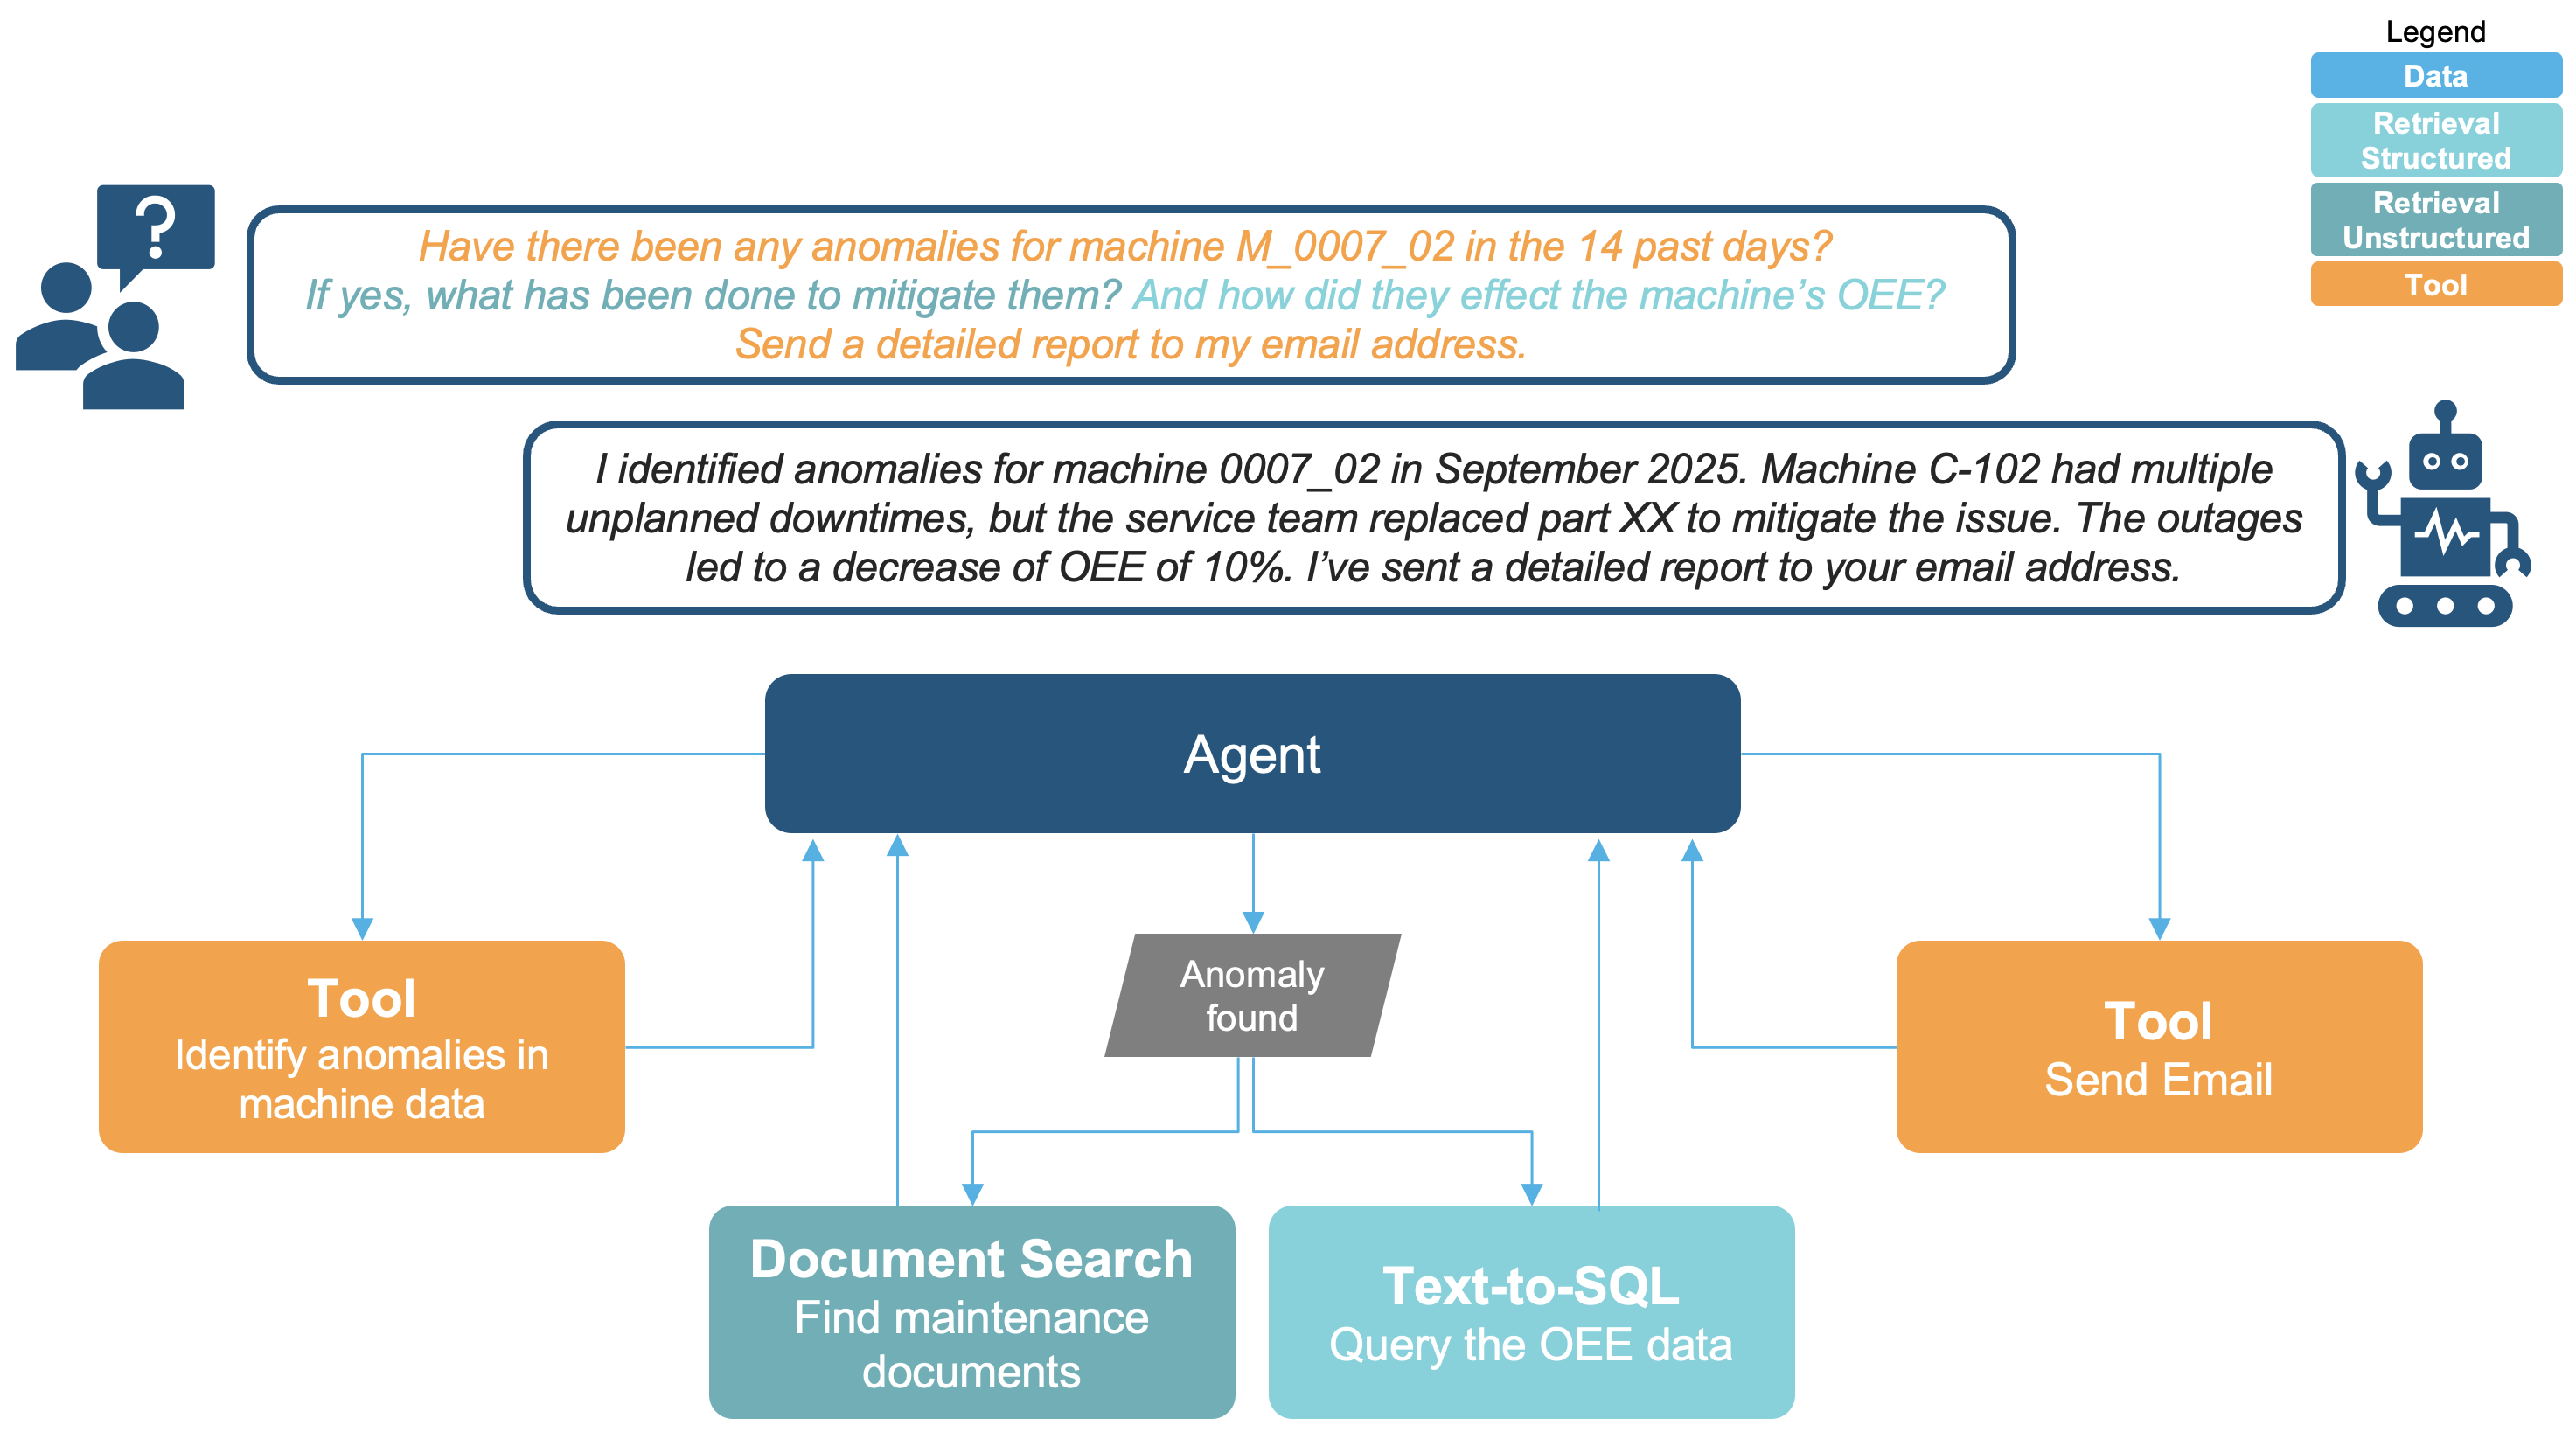 Legend
Data
Retrieval
Structured
Retrieval
Unstructured
Tool
?
Have there been any anomalies for machine M_0007_02 in the 14 past days?
If yes, what has been done to mitigate them? And how did they effect the machine's OEE?
Send a detailed report to my email address.
I identified anomalies for machine 0007_02 in September 2025. Machine C-102 had multiple
unplanned downtimes, but the service team replaced part XX to mitigate the issue. The outages
led to a decrease of OEE of 10%. I've sent a detailed report to your email address.
Agent
Tool
Identify anomalies in
machine data
Anomaly
found
Tool
Send Email
Document Search
Find maintenance
documents
Text-to-SQL
Query the OEE data